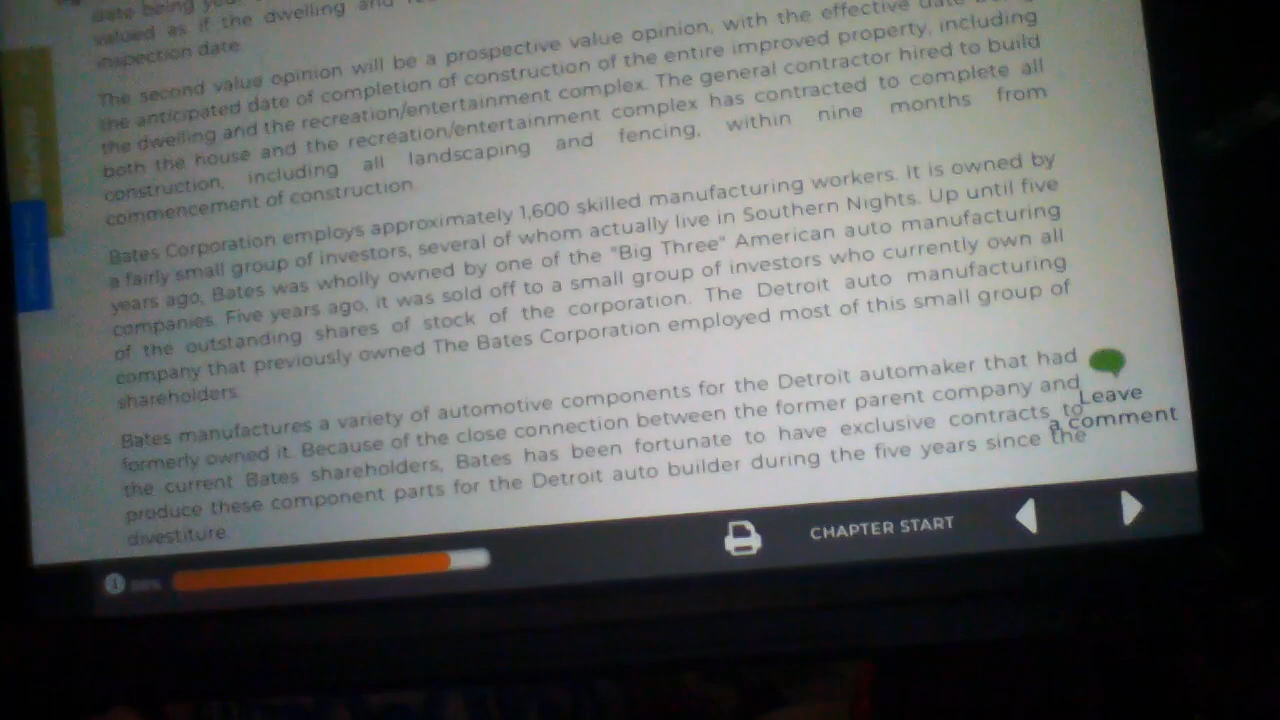 date being
valued as if the dwelling and
inspection date.
The second value opinion will be a prospective value opinion, with the effective date
the anticipated date of completion of construction of the entire improved property, including
the dwelling and the recreation/entertainment complex. The general contractor hired to build
both the house and the recreation/entertainment complex has contracted to complete all
construction, including all landscaping and fencing, within nine months from
commencement of construction.
Bates Corporation employs approximately 1,600 skilled manufacturing workers. It is owned by
a fairly small group of investors, several of whom actually live in Southern Nights. Up until five
years ago, Bates was wholly owned by one of the "Big Three" American auto manufacturing
companies. Five years ago, it was sold off to a small group of investors who currently own all
of the outstanding shares of stock of the corporation. The Detroit auto manufacturing
company that previously owned The Bates Corporation employed most of this small group of
shareholders.
Bates manufactures a variety of automotive components for the Detroit automaker that had
formerly owned it. Because of the close connection between the former parent company and
the current Bates shareholders, Bates has been fortunate to have exclusive contracts to
produce these component parts for the Detroit auto builder during the five years since the
divestiture.
Leave
a comment
CHAPTER START